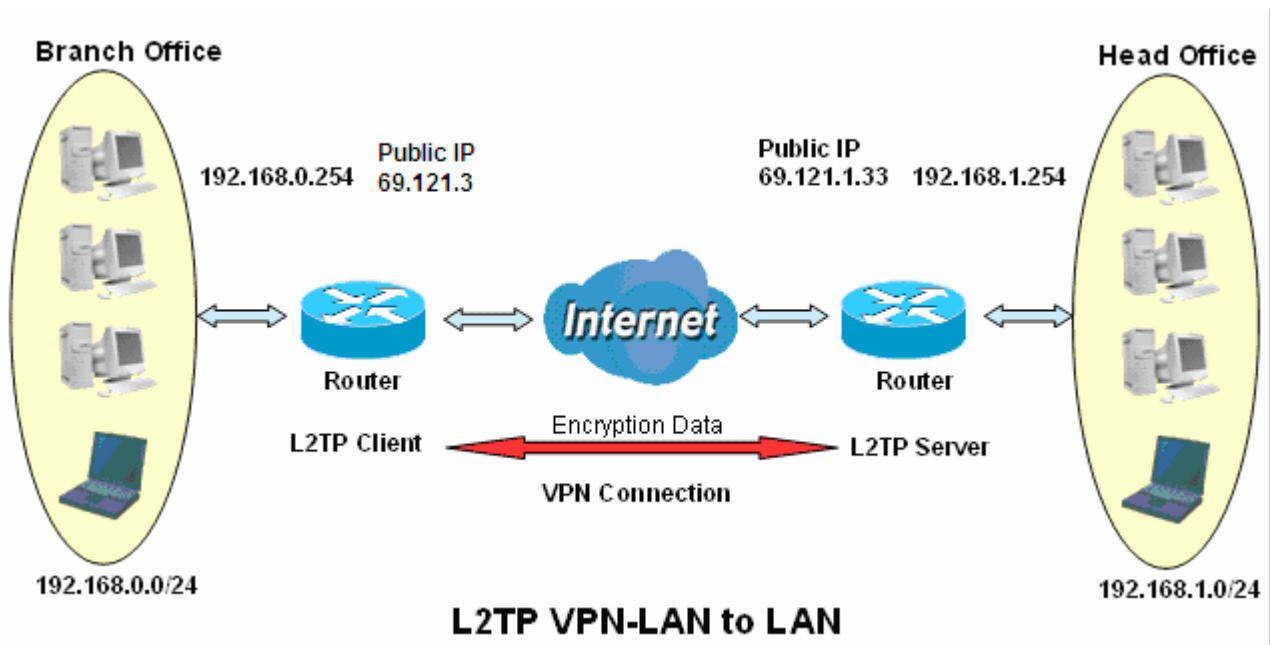 Branch Office
Head Office
192.168.0.254
Public IP
69.121.3
Public IP
69.121.1.33
192.168.1.254
Internet
Router
Router
L2TP Client
Encryption Data
L2TP Server
VPN Connection
192.168.0.0/24
192.168.1.0/24
L2TP VPN-LAN to LAN